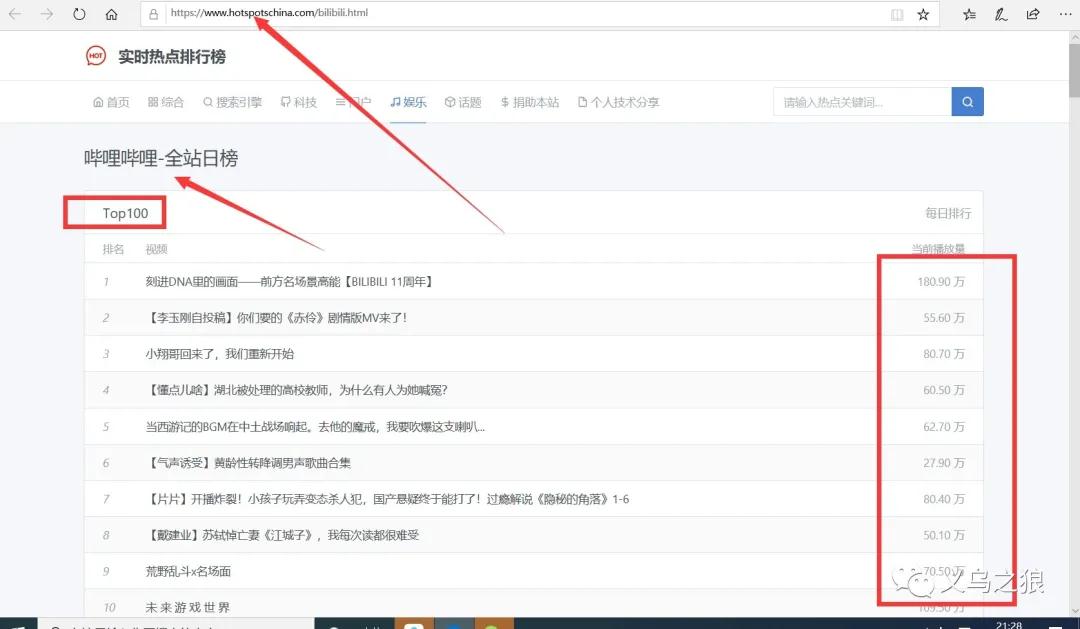 https://www.hotspotschina.com/bilibili.html
HOT 实时热点排行榜
首页 综合 搜索引擎 科技 门户 娱乐 话题 捐助本站 个人技术分享 请输入热点关键词...
哔哩哔哩-全站日榜
Top100 每日排行
排名 视频 当前播放量
1 刻进DNA里的画面——前方名场景高能【BILIBILI 11周年】 180.90 万
2 【李玉刚自投稿】你们要的《赤伶》剧情版MV来了！ 55.60 万
3 小翔哥回来了，我们重新开始 80.70 万
4 【懂点儿啥】湖北被处理的高校教师，为什么有人为她喊冤？ 60.50 万
5 当西游记的BGM在中土战场响起。去他的魔戒，我要吹爆这支喇叭... 62.70 万
6 【气声诱受】黄龄性转降调男声歌曲合集 27.90 万
7 【片片】开播炸裂！小孩子玩弄变态杀人犯，国产悬疑终于能打了！过瘾解说《隐秘的角落》1-6 80.40 万
8 【戴建业】苏轼悼亡妻《江城子》，我每次读都很难受 50.10 万
9 荒野乱斗x名场面 70.50 万
义乌之狼
10 未来游戏世界 109.50 万
21:28